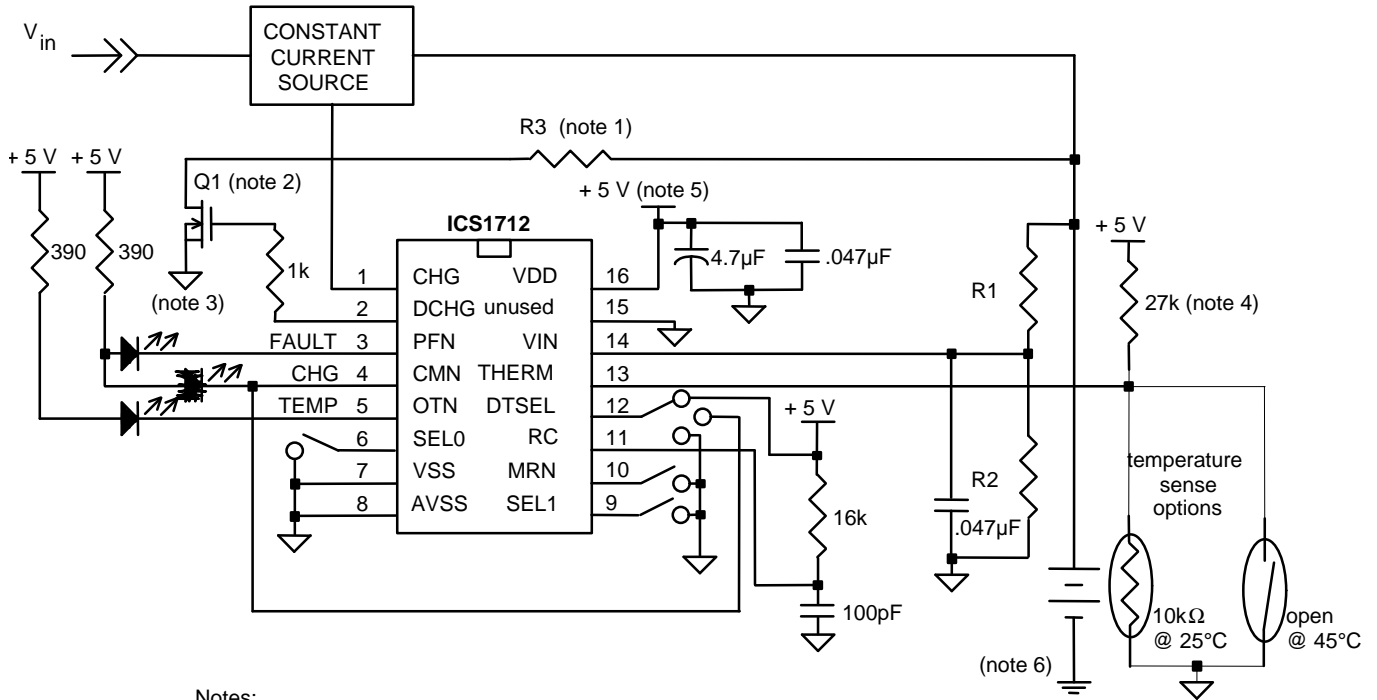 Vin
CONSTANT
CURRENT
SOURCE
R3 (note 1)
+ 5 V
+ 5 V
Q1 (note 2)
+ 5 V (note 5)
+ 5 V
390
390
1k
(note 3)
ICS1712
4.7µF
.047µF
R1
27k (note 4)
1
CHG
VDD
16
2
DCHG
unused
15
FAULT
3
PFN
VIN
14
CHG
4
CMN
THERM
13
TEMP
5
OTN
DTSEL
12
+ 5 V
6
SEL0
RC
11
7
VSS
MRN
10
8
AVSS
SEL1
9
16k
R2
.047µF
temperature
sense
options
100pF
10kΩ
@ 25°C
open
@ 45°C
(note 6)
Notes: